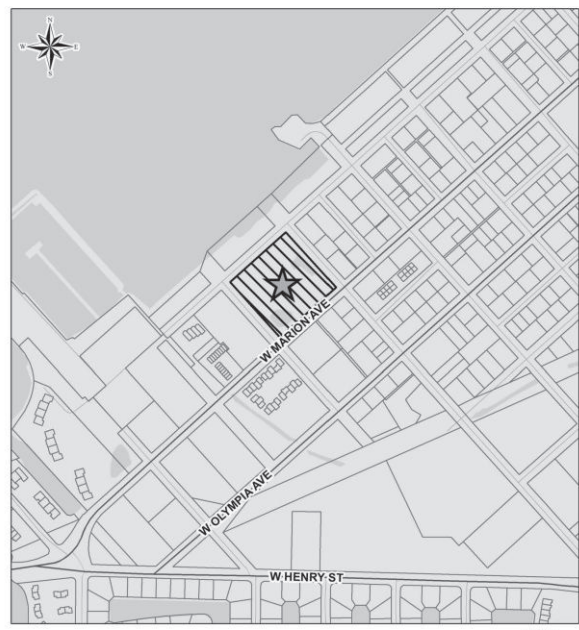 N
W E
S
W MARION AVE
W OLYMPIA AVE
W HENRY ST